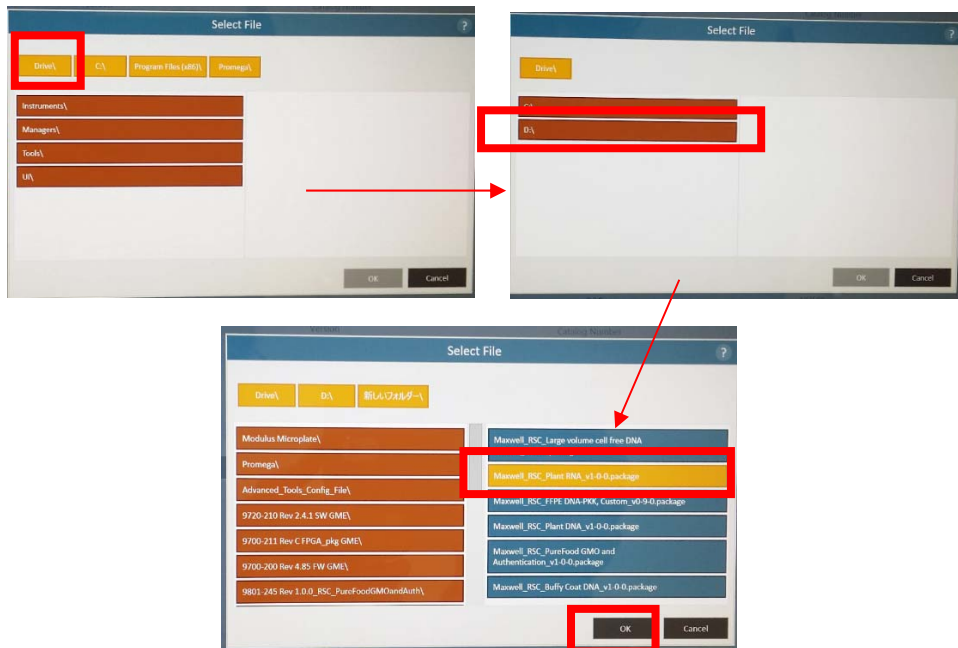 Select File
?
Drive\
C:\
Program Files (x86)\
Promega\
Instruments\
Managers\
Tools\
UI\
OK
Cancel
Select File
?
Drive\
D:\
OK
Cancel
Version
Catalog Number
Select File
?
Drive\
D:\
新しいフォルダー\
Modulus Microplate\
Promega\
Advanced_Tools_Config_File\
9720-210 Rev 2.4.1 SW GME\
9700-211 Rev C FPGA_pkg GME\
9700-200 Rev 4.85 FW GME\
9801-245 Rev 1.0.0_RSC_PureFoodGMOandAuth\
Maxwell_RSC_Large volume cell free DNA
Maxwell_RSC_Plant RNA_v1-0-0.package
Maxwell_RSC_FFPE DNA-PKK, Custom_v0-9-0.package
Maxwell_RSC_Plant DNA_v1-0-0.package
Maxwell_RSC_PureFood GMO and
Authentication_v1-0-0.package
Maxwell_RSC_Buffy Coat DNA_v1-0-0.package
OK
Cancel